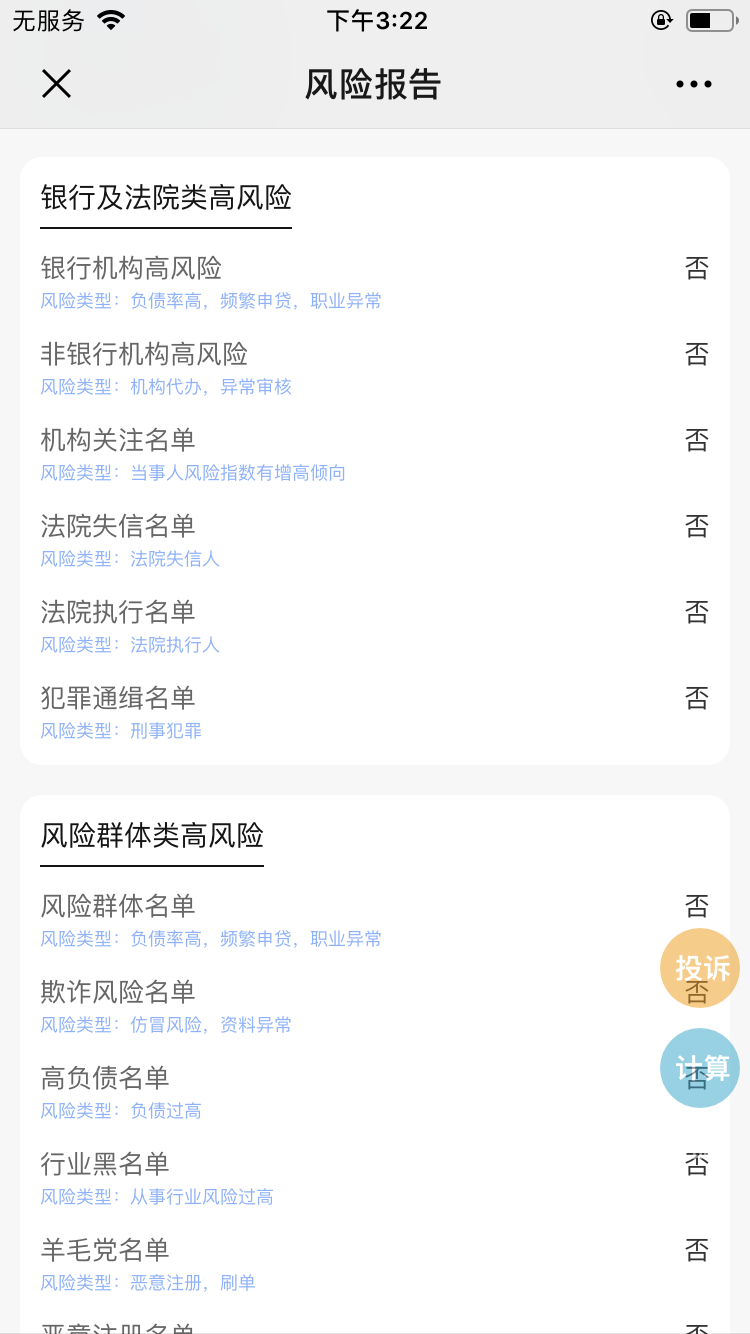 无服务 下午3:22
风险报告
银行及法院类高风险
银行机构高风险 否
风险类型：负债率高，频繁申贷，职业异常
非银行机构高风险 否
风险类型：机构代办，异常审核
机构关注名单 否
风险类型：当事人风险指数有增高倾向
法院失信名单 否
风险类型：法院失信人
法院执行名单 否
风险类型：法院执行人
犯罪通缉名单 否
风险类型：刑事犯罪
风险群体类高风险
风险群体名单 否
风险类型：负债率高，频繁申贷，职业异常
投诉
欺诈风险名单 否
风险类型：仿冒风险，资料异常
计算
高负债名单 否
风险类型：负债过高
行业黑名单 否
风险类型：从事行业风险过高
羊毛党名单 否
风险类型：恶意注册，刷单
恶意注册名单 否